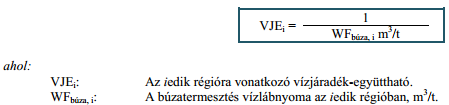 VJEi = 1 / WFbúza, i m³/t
ahol:
VJEi: Az iedik régióra vonatkozó vízjáradék-együttható.
WFbúza, i: A búzatermesztés vízlábnyoma az iedik régióban, m³/t.